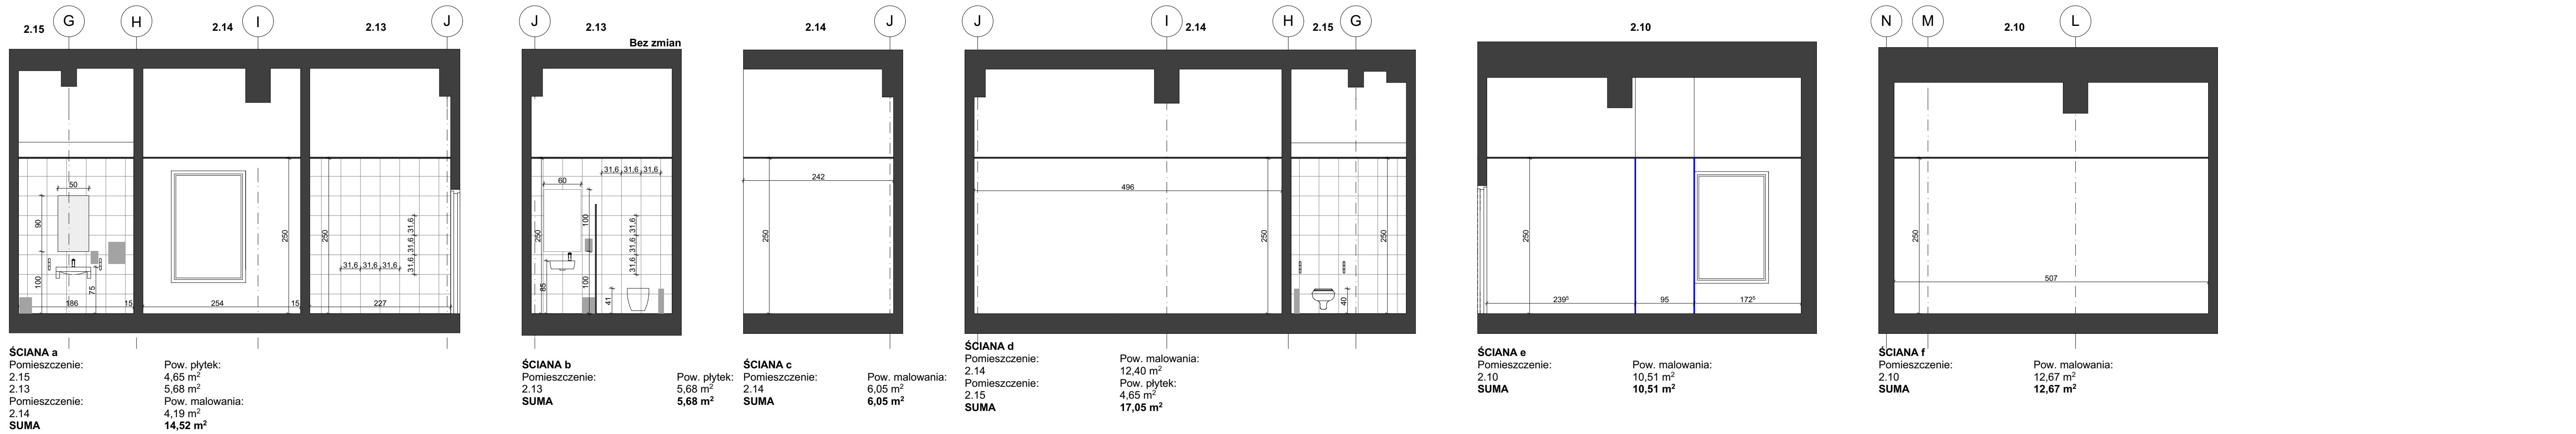 2.15 G H 2.14 I 2.13 J
50
90
100
75
186
15
254
250
15
250
31,6 31,6 31,6
31,6 31,6 31,6
227
ŚCIANA a
Pomieszczenie: Pow. płytek:
2.15 4,65 m²
2.13 5,68 m²
Pomieszczenie: Pow. malowania:
2.14 4,19 m²
SUMA 14,52 m²
J 2.13
Bez zmian
31,6 31,6 31,6
60
100
250
31,6 31,6 31,6
85
100
41
ŚCIANA b
Pomieszczenie: Pow. płytek:
2.13 5,68 m²
SUMA 5,68 m²
2.14 J
242
250
ŚCIANA c
Pomieszczenie: Pow. malowania:
2.14 6,05 m²
SUMA 6,05 m²
J I 2.14 H 2.15 G
496
250
250
40
ŚCIANA d
Pomieszczenie: Pow. malowania:
2.14 12,40 m²
Pomieszczenie: Pow. płytek:
2.15 4,65 m²
SUMA 17,05 m²
2.10
250
239⁵ 95 172⁵
ŚCIANA e
Pomieszczenie: Pow. malowania:
2.10 10,51 m²
SUMA 10,51 m²
N M L 2.10
250
507
ŚCIANA f
Pomieszczenie: Pow. malowania:
2.10 12,67 m²
SUMA 12,67 m²